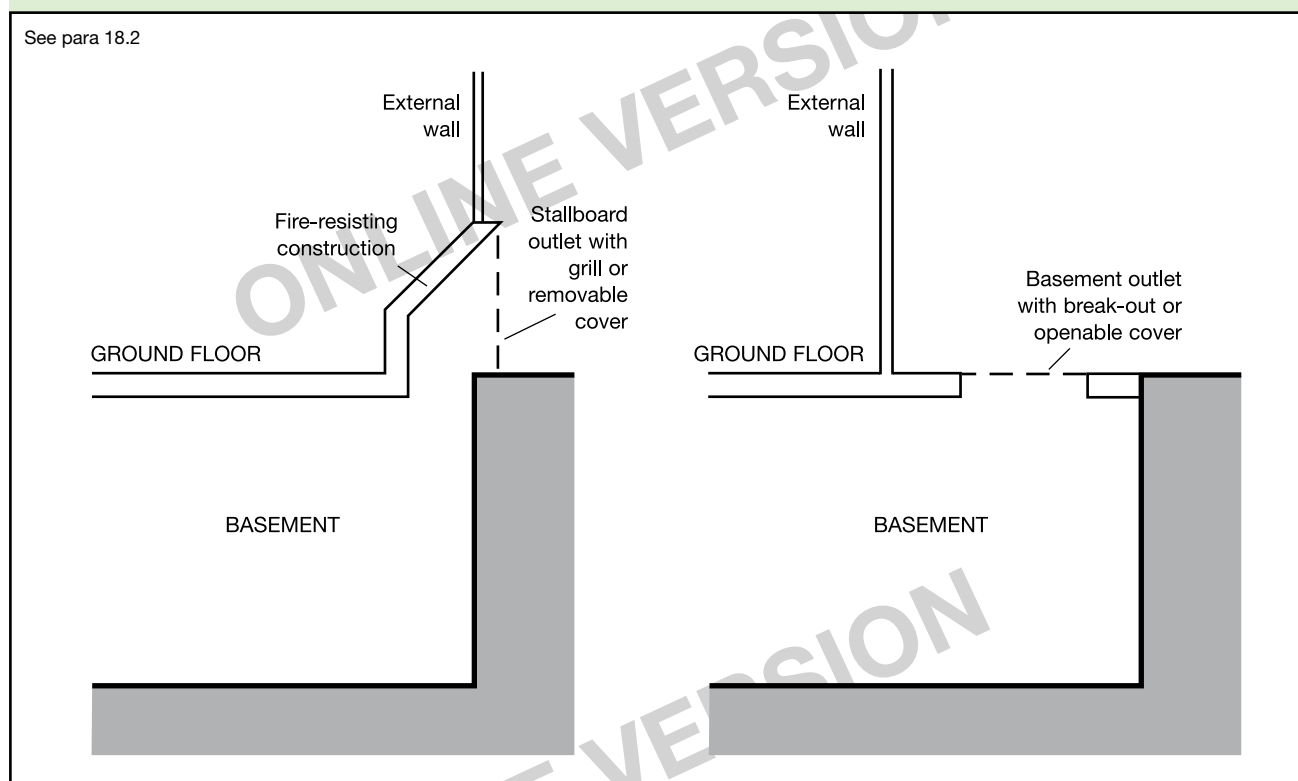 See para 18.2
External
wall
Fire-resisting
construction
Stallboard
outlet with
grill or
removable
cover
GROUND FLOOR
BASEMENT
External
wall
Basement outlet
with break-out or
openable cover
GROUND FLOOR
BASEMENT
ONLINE VERSION
ONLINE VERSION